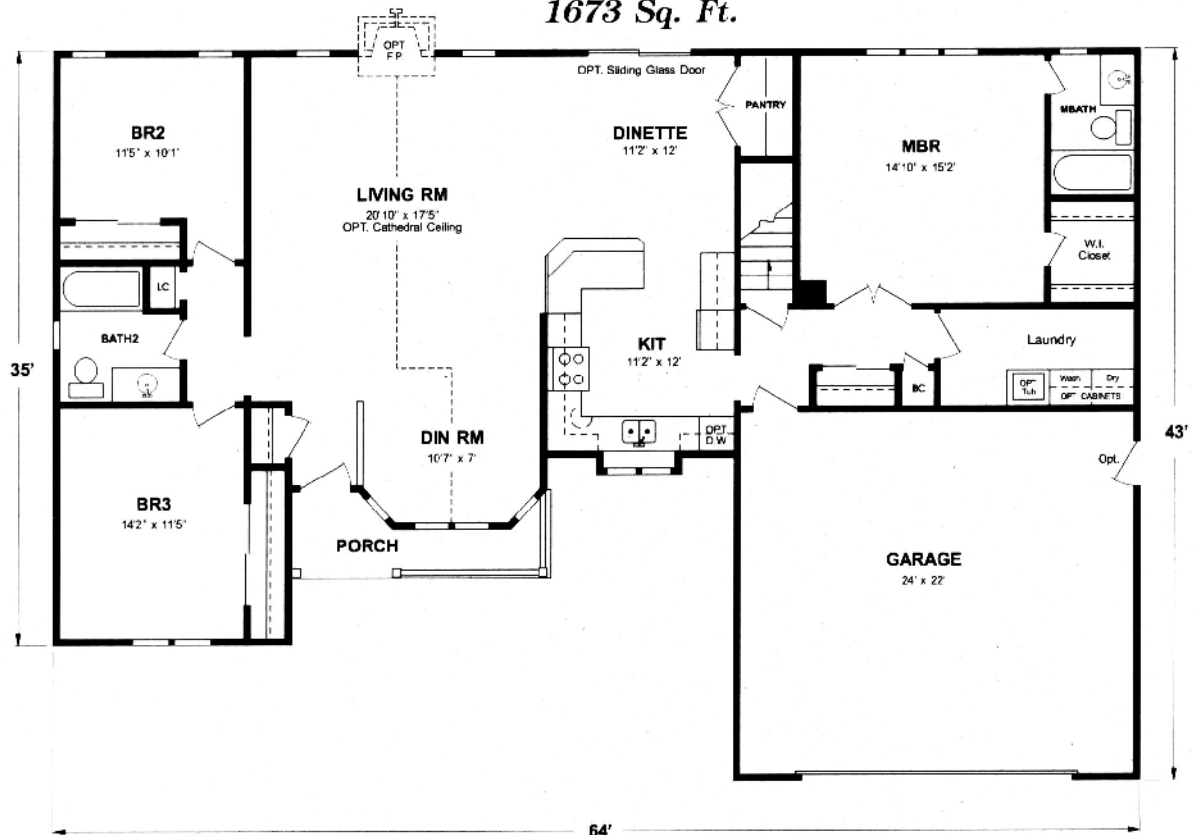 1673 Sq. Ft.
OPT
F.P.
OPT. Sliding Glass Door
PANTRY
MBATH
BR2
11'5" x 10'1"
DINETTE
11'2" x 12'
MBR
14'10" x 15'2"
LIVING RM
20'10" x 17'5"
OPT. Cathedral Ceiling
W.I.
Closet
LC
BATH2
KIT
11'2" x 12'
Laundry
35'
OPT
Tub
Wash
Dry
OPT CABINETS
BC
DIN RM
10'7" x 7'
OPT
D.W.
43'
Opt.
BR3
14'2" x 11'5"
PORCH
GARAGE
24' x 22'
64'